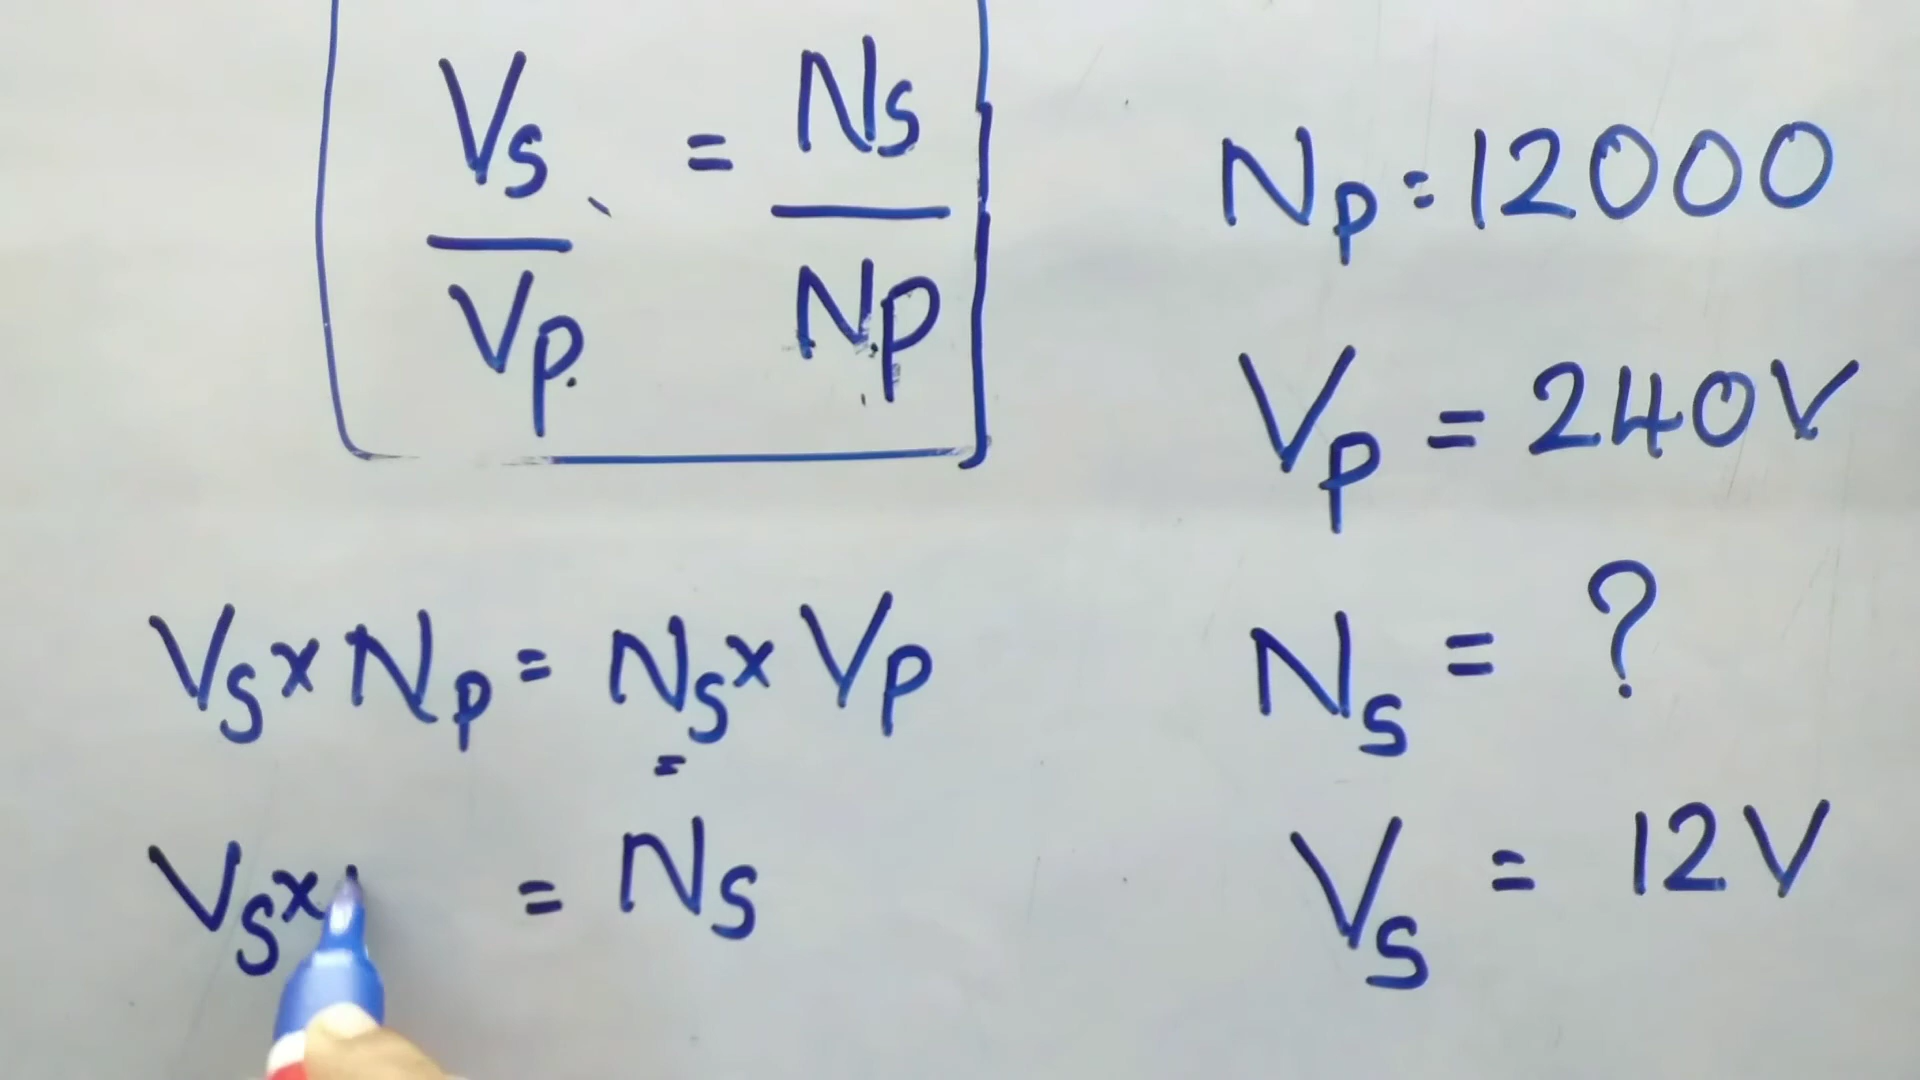 Vs/Vp = Ns/Np
Vs x Np = Ns x Vp
Vs x = Ns
Np = 12000
Vp = 240V
Ns = ?
Vs = 12V